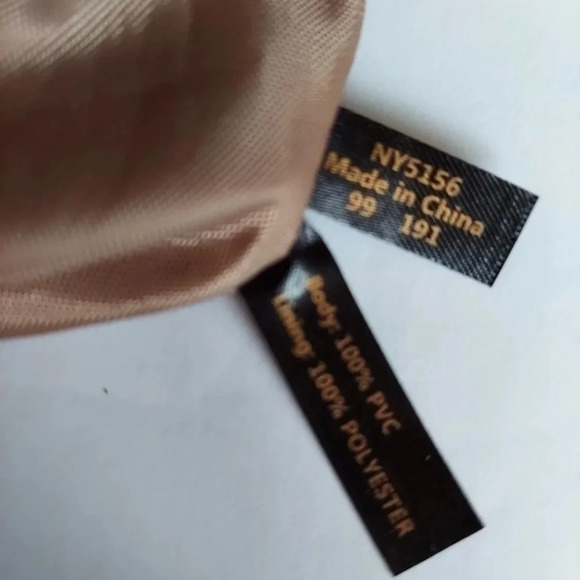 NY5156
Made in China
99 191
Body: 100% PVC
Lining: 100% POLYESTER